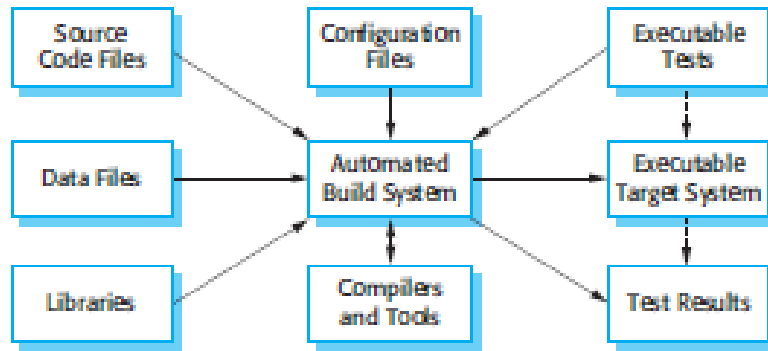 Source
Code Files
Configuration
Files
Executable
Tests
Data Files
Automated
Build System
Executable
Target System
Libraries
Compilers
and Tools
Test Results